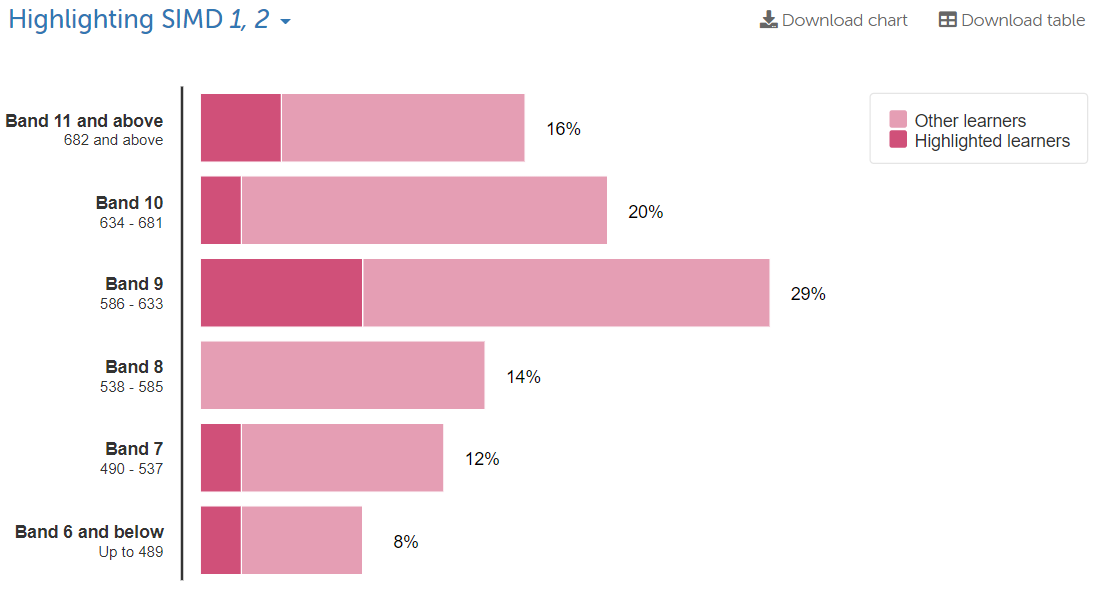 Highlighting SIMD 1, 2
Download chart
Download table
Other learners
Highlighted learners
Band 11 and above
682 and above
16%
Band 10
634 - 681
20%
Band 9
586 - 633
29%
Band 8
538 - 585
14%
Band 7
490 - 537
12%
Band 6 and below
Up to 489
8%